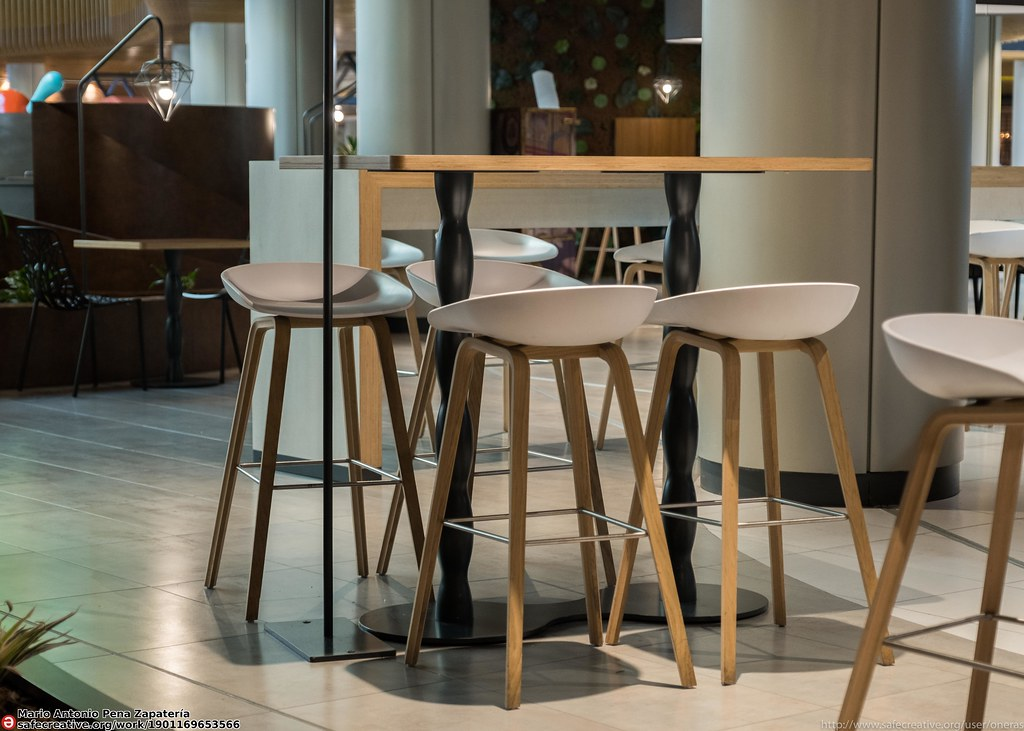 Mario Antonio Pena Zapatería
safecreative.org/work/1901169653566
http://www.safecreative.org/user/oneras